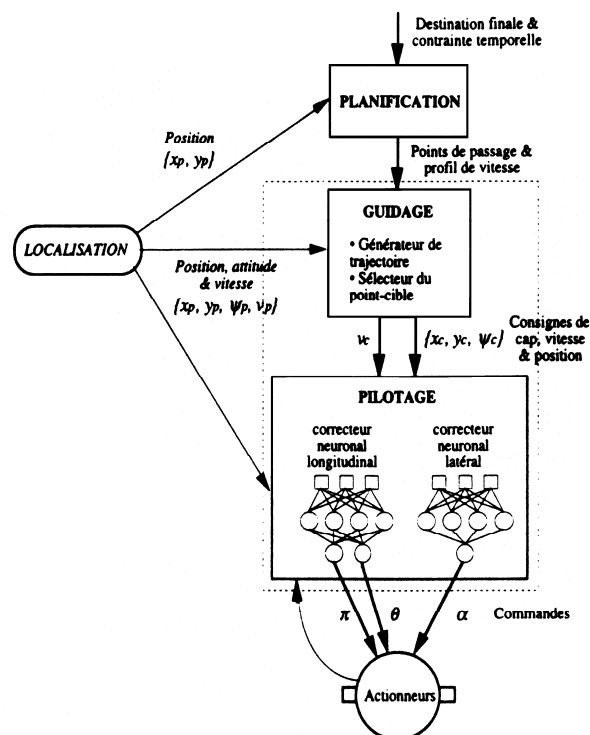 Destination finale &
contrainte temporelle
PLANIFICATION
Position
{xp, yp}
Points de passage &
profil de vitesse
GUIDAGE
• Générateur de
trajectoire
• Sélecteur du
point-cible
LOCALISATION
Position, attitude
& vitesse
{xp, yp, ψp, vp}
vc
{xc, yc, ψc}
Consignes de
cap, vitesse
& position
PILOTAGE
correcteur
neuronal
longitudinal
correcteur
neuronal
latéral
π
θ
α
Commandes
Actionneurs